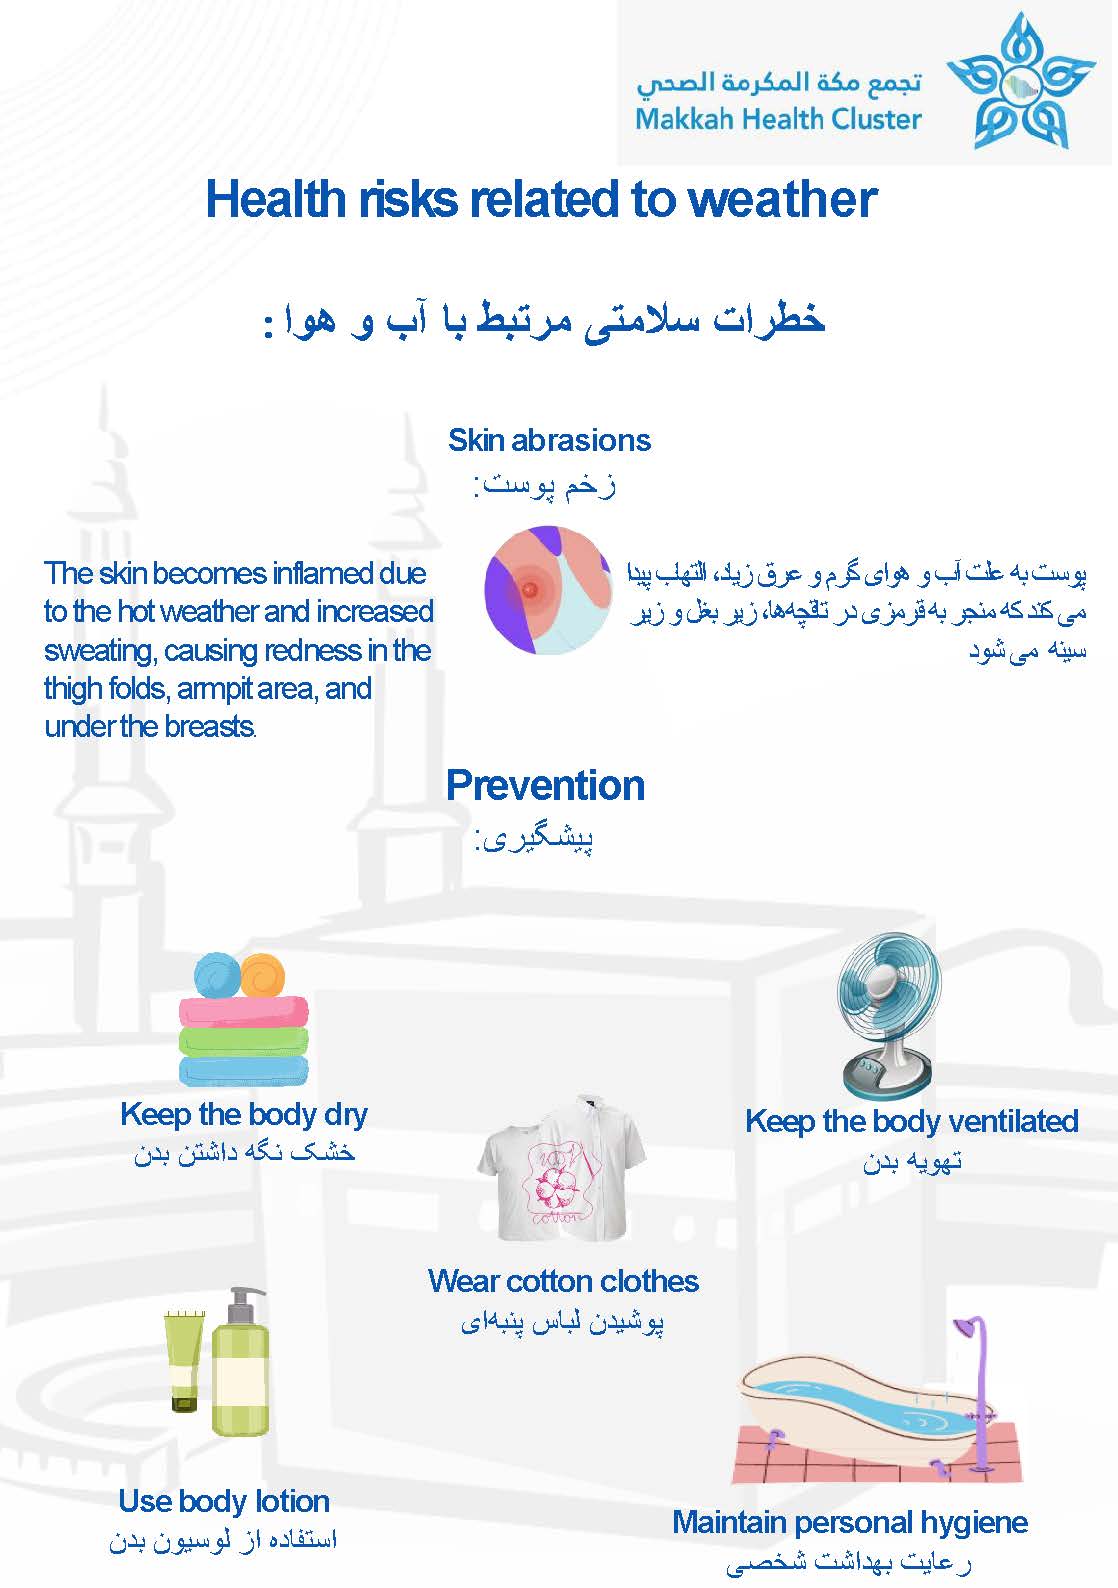 تجمع مكة المكرمة الصحي
Makkah Health Cluster
Health risks related to weather
خطرات سلامتی مرتبط با آب و هوا :
Skin abrasions
زخم پوست:
The skin becomes inflamed due
to the hot weather and increased
sweating, causing redness in the
thigh folds, armpit area, and
under the breasts.
پوست به علت آب و هوای گرم و عرق زیاد، التهاب پیدا
می کند که منجر به قرمزی در تاقچه‌ها، زیر بغل و زیر
سینه می شود
Prevention
پیشگیری:
Keep the body dry
خشک نگه داشتن بدن
Keep the body ventilated
تهویه بدن
100%
cotton
Wear cotton clothes
پوشیدن لباس پنبه‌ای
Use body lotion
استفاده از لوسیون بدن
Maintain personal hygiene
رعایت بهداشت شخصی